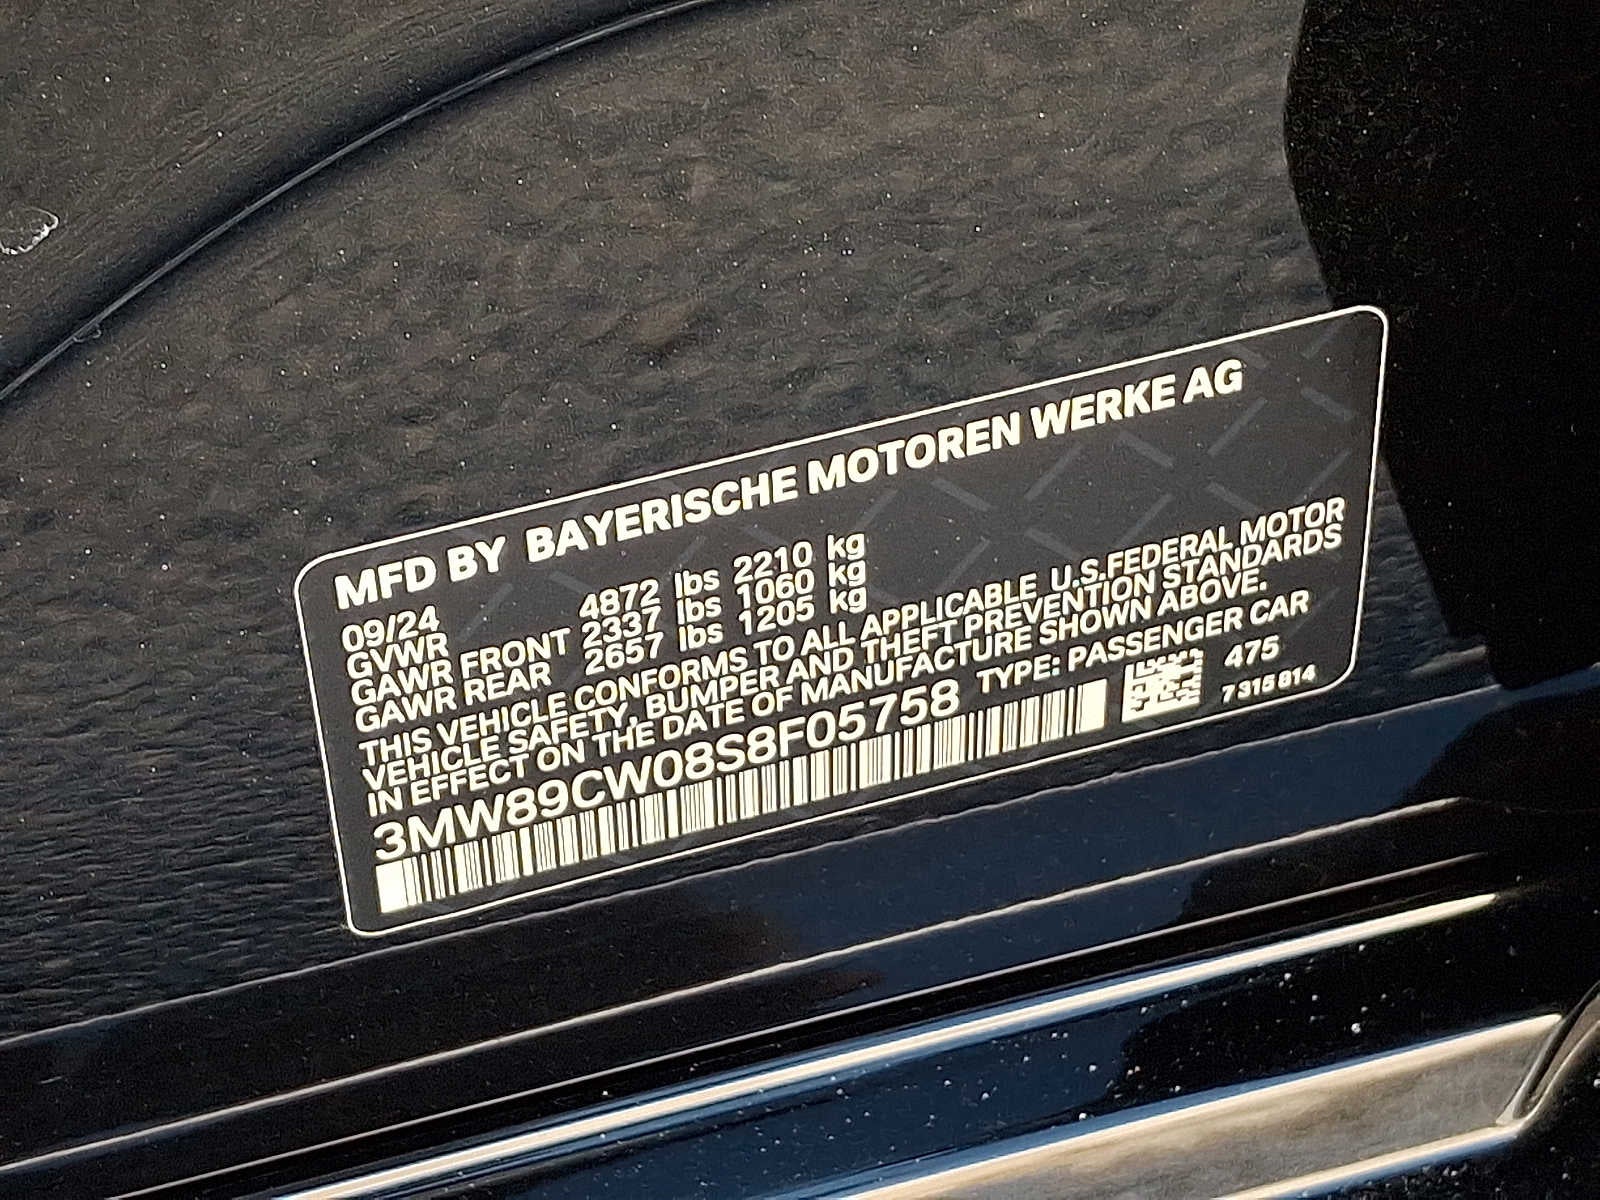 MFD BY BAYERISCHE MOTOREN WERKE AG
09/24
GVWR 4872 lbs 2210 kg
GAWR FRONT 2337 lbs 1060 kg
GAWR REAR 2657 lbs 1205 kg
THIS VEHICLE CONFORMS TO ALL APPLICABLE U.S.FEDERAL MOTOR
VEHICLE SAFETY, BUMPER AND THEFT PREVENTION STANDARDS
IN EFFECT ON THE DATE OF MANUFACTURE SHOWN ABOVE.
3MW89CW08S8F05758 TYPE: PASSENGER CAR
475
7 315 814